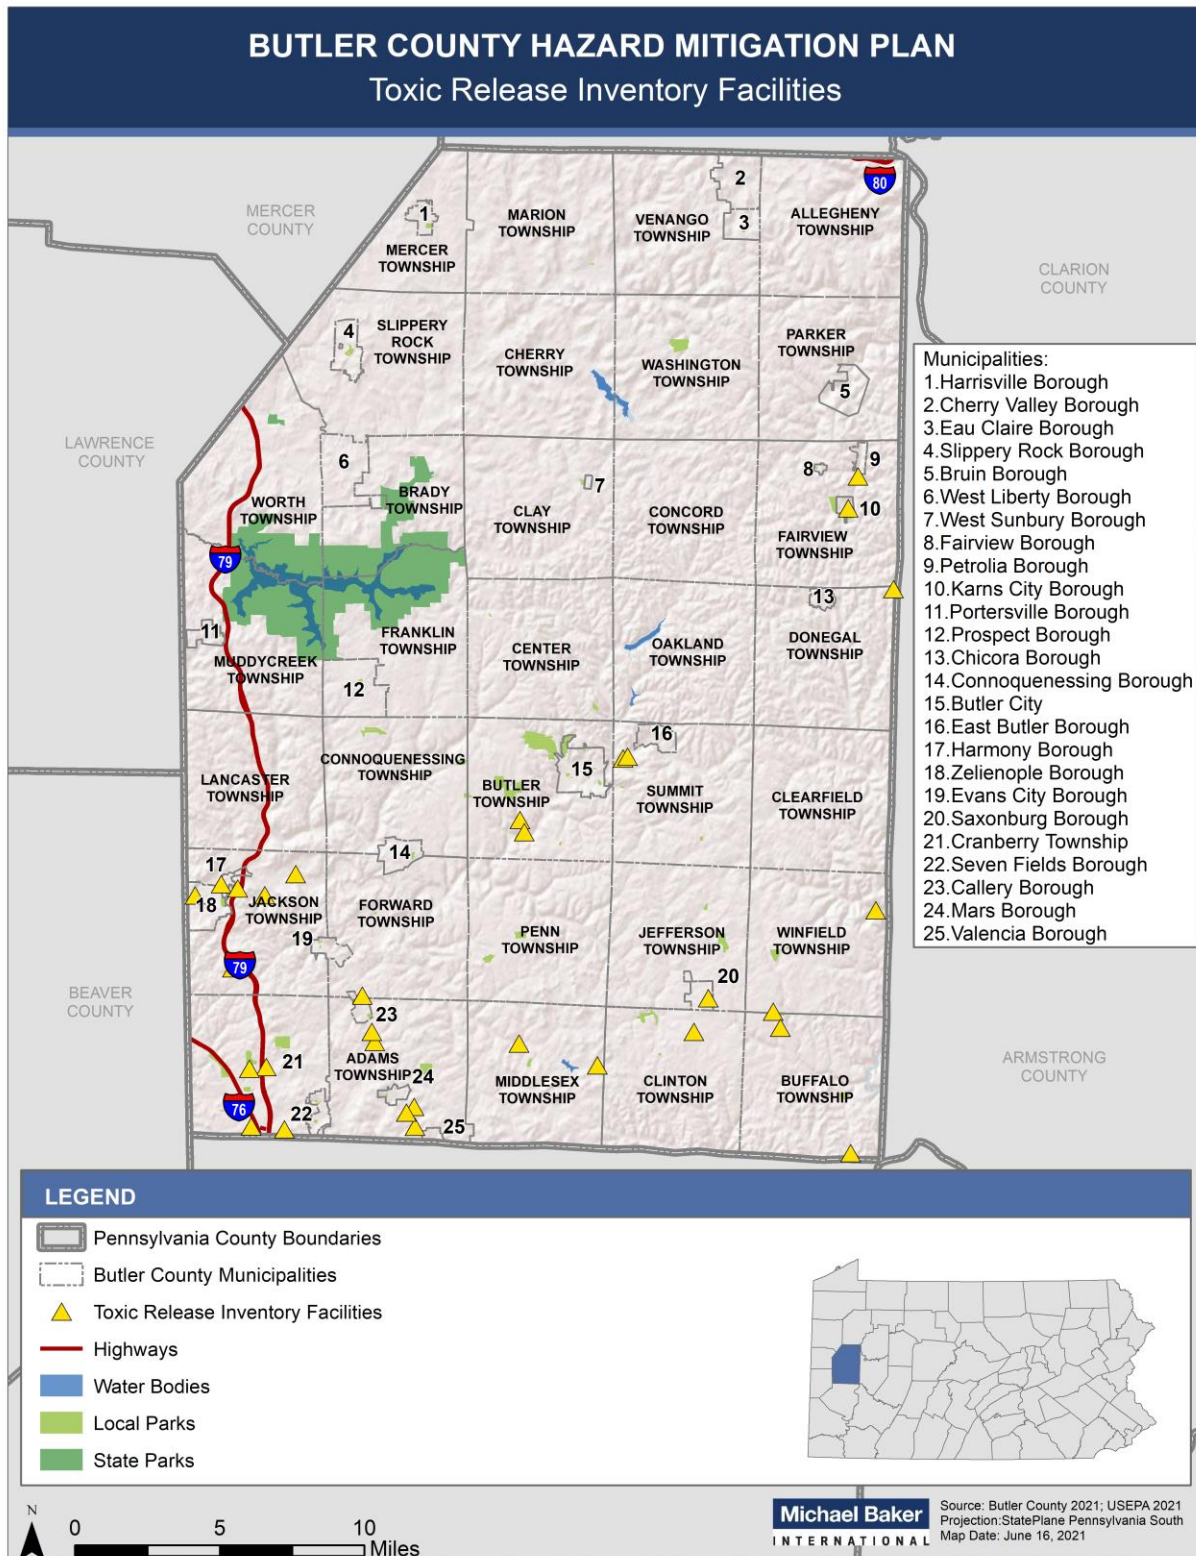 BUTLER COUNTY HAZARD MITIGATION PLAN
Toxic Release Inventory Facilities
MERCER
COUNTY
CLARION
COUNTY
LAWRENCE
COUNTY
BEAVER
COUNTY
ARMSTRONG
COUNTY
80
1
2
3
MERCER
TOWNSHIP
MARION
TOWNSHIP
VENANGO
TOWNSHIP
ALLEGHENY
TOWNSHIP
4
SLIPPERY
ROCK
TOWNSHIP
CHERRY
TOWNSHIP
WASHINGTON
TOWNSHIP
PARKER
TOWNSHIP
5
6
WORTH
TOWNSHIP
BRADY
TOWNSHIP
7
CLAY
TOWNSHIP
CONCORD
TOWNSHIP
8
9
10
FAIRVIEW
TOWNSHIP
79
11
MUDDYCREEK
TOWNSHIP
FRANKLIN
TOWNSHIP
12
CENTER
TOWNSHIP
OAKLAND
TOWNSHIP
13
DONEGAL
TOWNSHIP
LANCASTER
TOWNSHIP
CONNOQUENESSING
TOWNSHIP
BUTLER
TOWNSHIP
15
16
SUMMIT
TOWNSHIP
CLEARFIELD
TOWNSHIP
14
17
18
JACKSON
TOWNSHIP
19
FORWARD
TOWNSHIP
PENN
TOWNSHIP
JEFFERSON
TOWNSHIP
WINFIELD
TOWNSHIP
79
20
23
21
ADAMS
TOWNSHIP
24
MIDDLESEX
TOWNSHIP
CLINTON
TOWNSHIP
BUFFALO
TOWNSHIP
76
22
25
Municipalities:
1.Harrisville Borough
2.Cherry Valley Borough
3.Eau Claire Borough
4.Slippery Rock Borough
5.Bruin Borough
6.West Liberty Borough
7.West Sunbury Borough
8.Fairview Borough
9.Petrolia Borough
10.Karns City Borough
11.Portersville Borough
12.Prospect Borough
13.Chicora Borough
14.Connoquenessing Borough
15.Butler City
16.East Butler Borough
17.Harmony Borough
18.Zelienople Borough
19.Evans City Borough
20.Saxonburg Borough
21.Cranberry Township
22.Seven Fields Borough
23.Callery Borough
24.Mars Borough
25.Valencia Borough
LEGEND
Pennsylvania County Boundaries
Butler County Municipalities
Toxic Release Inventory Facilities
Highways
Water Bodies
Local Parks
State Parks
N
0 5 10
Miles
Michael Baker
INTERNATIONAL
Source: Butler County 2021; USEPA 2021
Projection:StatePlane Pennsylvania South
Map Date: June 16, 2021